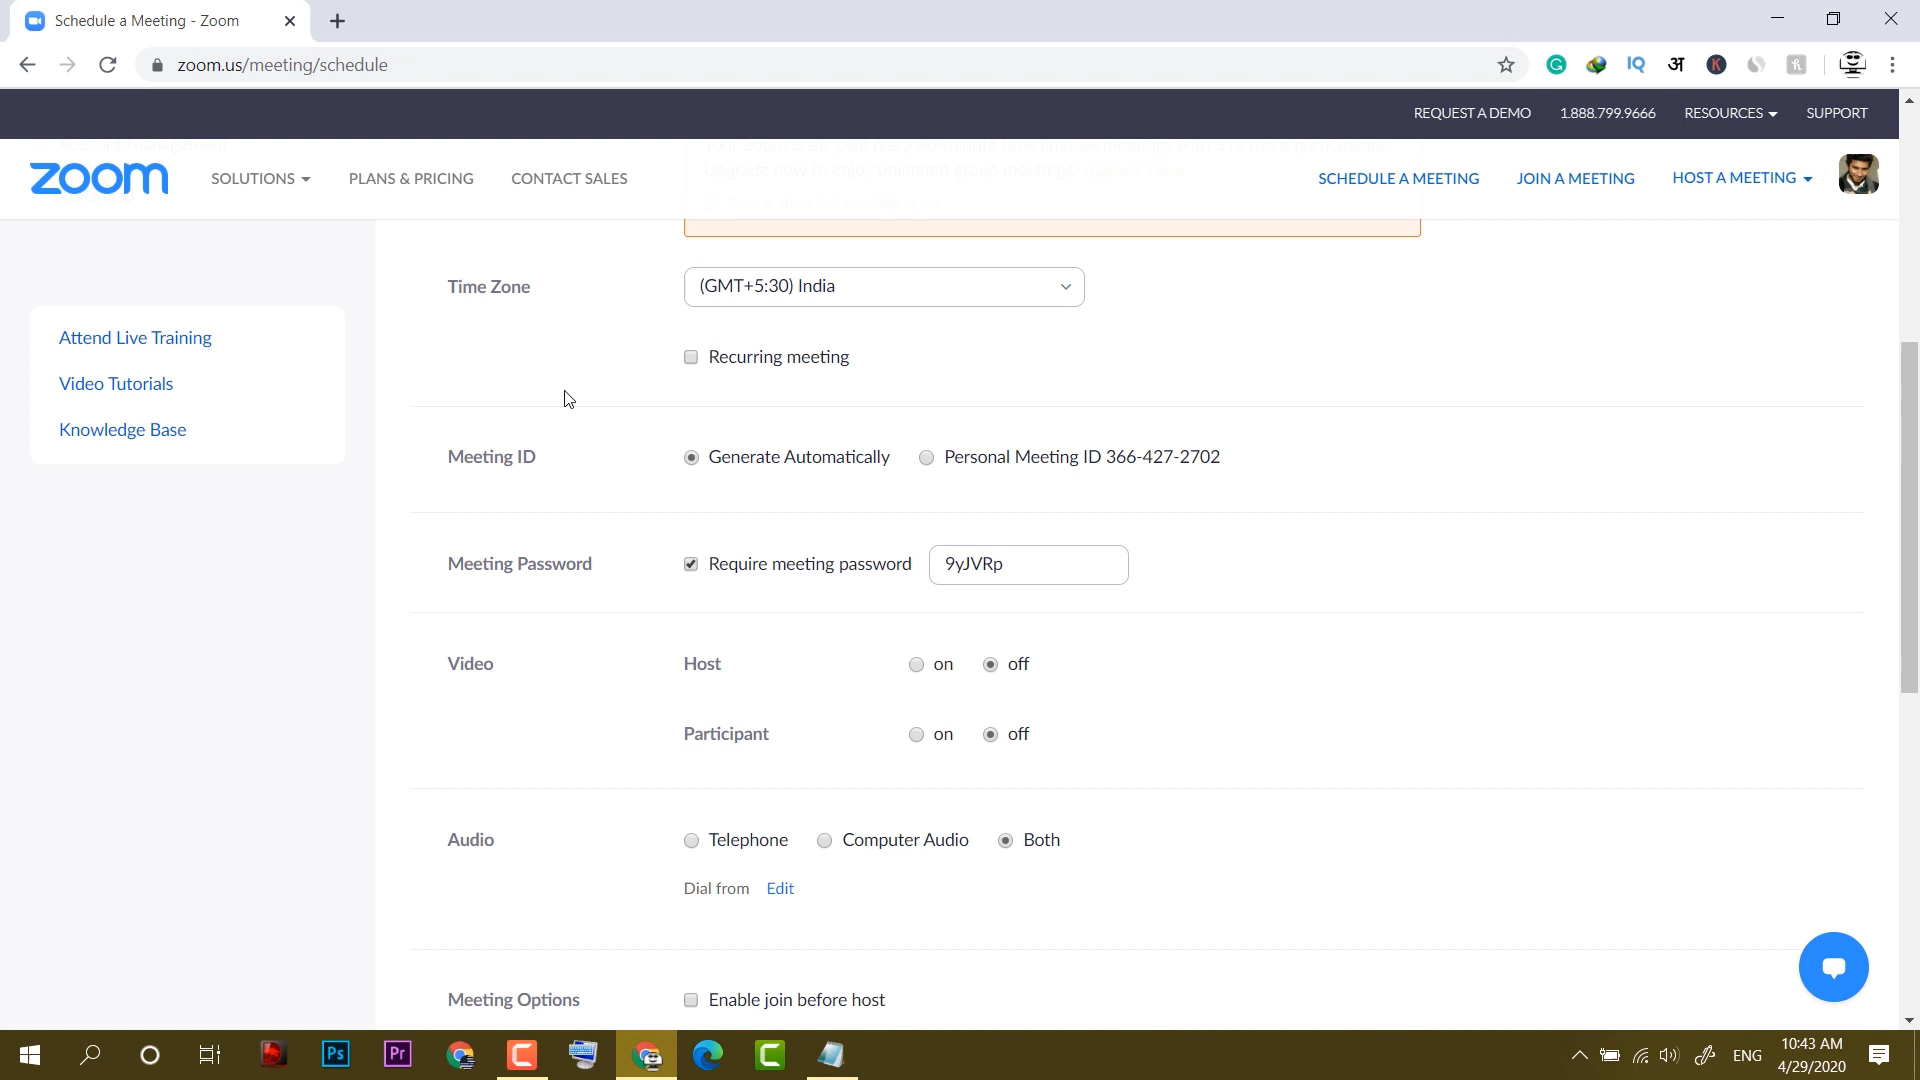 Schedule a Meeting - Zoom
zoom.us/meeting/schedule
REQUEST A DEMO 1.888.799.9666 RESOURCES SUPPORT
zoom SOLUTIONS PLANS & PRICING CONTACT SALES SCHEDULE A MEETING JOIN A MEETING HOST A MEETING
Time Zone (GMT+5:30) India
Attend Live Training
Recurring meeting
Video Tutorials
Knowledge Base
Meeting ID Generate Automatically Personal Meeting ID 366-427-2702
Meeting Password Require meeting password 9yJVRp
Video Host on off
Participant on off
Audio Telephone Computer Audio Both
Dial from Edit
Meeting Options Enable join before host
Ps Pr ENG 10:43 AM
4/29/2020